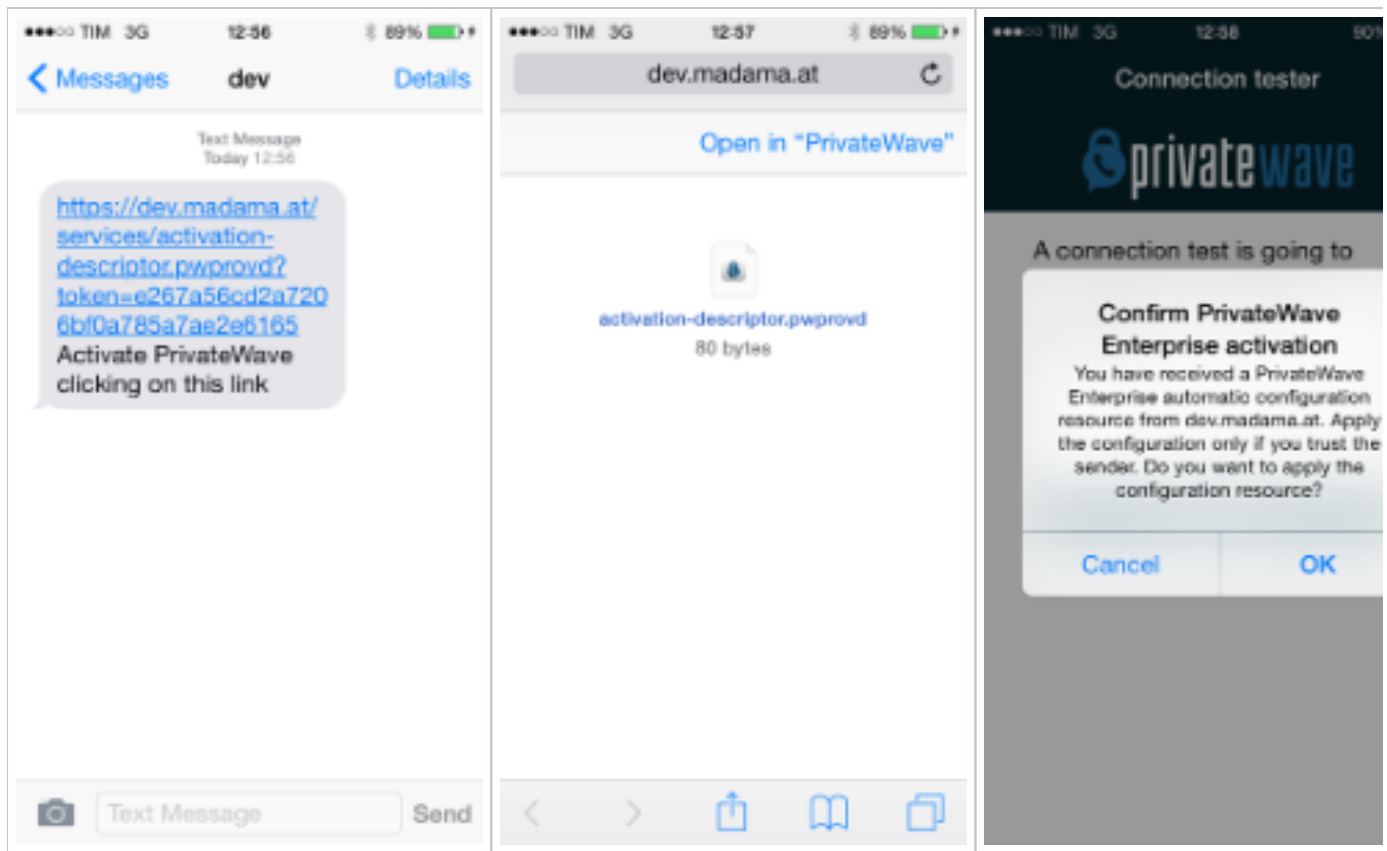 TIM 3G 12:56 89%
Messages dev Details
Text Message
Today 12:56
https://dev.madama.at/
services/activation-
descriptor.pwprovd?
token=e267a56cd2a720
6bf0a785a7ae2e6165
Activate PrivateWave
clicking on this link
Text Message Send
TIM 3G 12:57 89%
dev.madama.at
Open in "PrivateWave"
activation-descriptor.pwprovd
80 bytes
TIM 3G 12:58 90%
Connection tester
privatewave
A connection test is going to
Confirm PrivateWave
Enterprise activation
You have received a PrivateWave
Enterprise automatic configuration
resource from dev.madama.at. Apply
the configuration only if you trust the
sender. Do you want to apply the
configuration resource?
Cancel OK